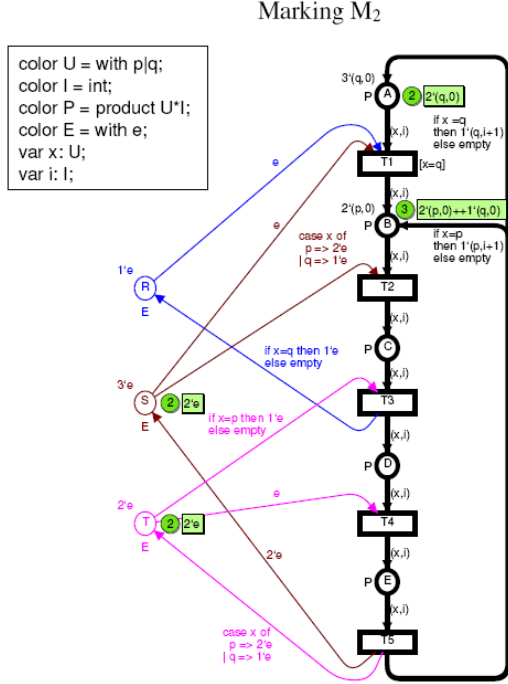 Marking M₂
color U = with p|q;
color I = int;
color P = product U*I;
color E = with e;
var x: U;
var i: I;
3'(q,0)
P
A
2
2'(q,0)
(x,i)
if x =q
then 1'(q,i+1)
else empty
e
T1
[x=q]
e
(x,i)
2'(p,0)
P
B
3
2'(p,0)++1'(q,0)
case x of
p => 2'e
| q => 1'e
(x,i)
if x=p
then 1'(p,i+1)
else empty
1'e
R
E
T2
(x,i)
P
C
if x=q then 1'e
else empty
(x,i)
3'e
S
2
2'e
E
T3
if x=p then 1'e
else empty
(x,i)
P
D
2'e
T
2
2'e
E
e
(x,i)
T4
(x,i)
2'e
P
E
(x,i)
case x of
p => 2'e
| q => 1'e
T5